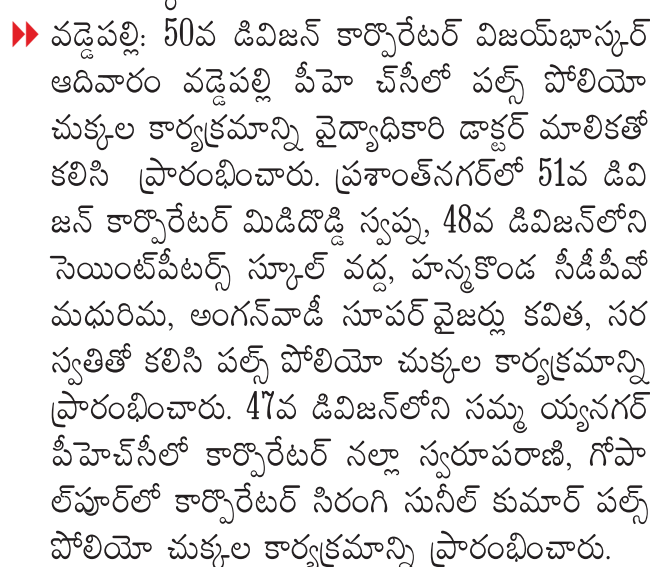 వడ్డెపల్లి: 50వ డివిజన్ కార్పొరేటర్ విజయ్‌భాస్కర్
ఆదివారం వడ్డెపల్లి పీహె చ్‌సీలో పల్స్ పోలియో
చుక్కల కార్యక్రమాన్ని వైద్యాధికారి డాక్టర్ మాలికతో
కలిసి ప్రారంభించారు. ప్రశాంత్‌నగర్‌లో 51వ డివి
జన్ కార్పొరేటర్ మిడిదొడ్డి స్వప్న, 48వ డివిజన్‌లోని
సెయింట్‌పీటర్స్ స్కూల్ వద్ద, హన్మకొండ సీడీపీవో
మధురిమ, అంగన్‌వాడీ సూపర్ వైజర్లు కవిత, సర
స్వతితో కలిసి పల్స్ పోలియో చుక్కల కార్యక్రమాన్ని
ప్రారంభించారు. 47వ డివిజన్‌లోని సమ్మ య్యనగర్
పీహెచ్‌సీలో కార్పొరేటర్ నల్లా స్వరూపరాణి, గోపా
ల్‌పూర్‌లో కార్పొరేటర్ సిరంగి సునీల్ కుమార్ పల్స్
పోలియో చుక్కల కార్యక్రమాన్ని ప్రారంభించారు.